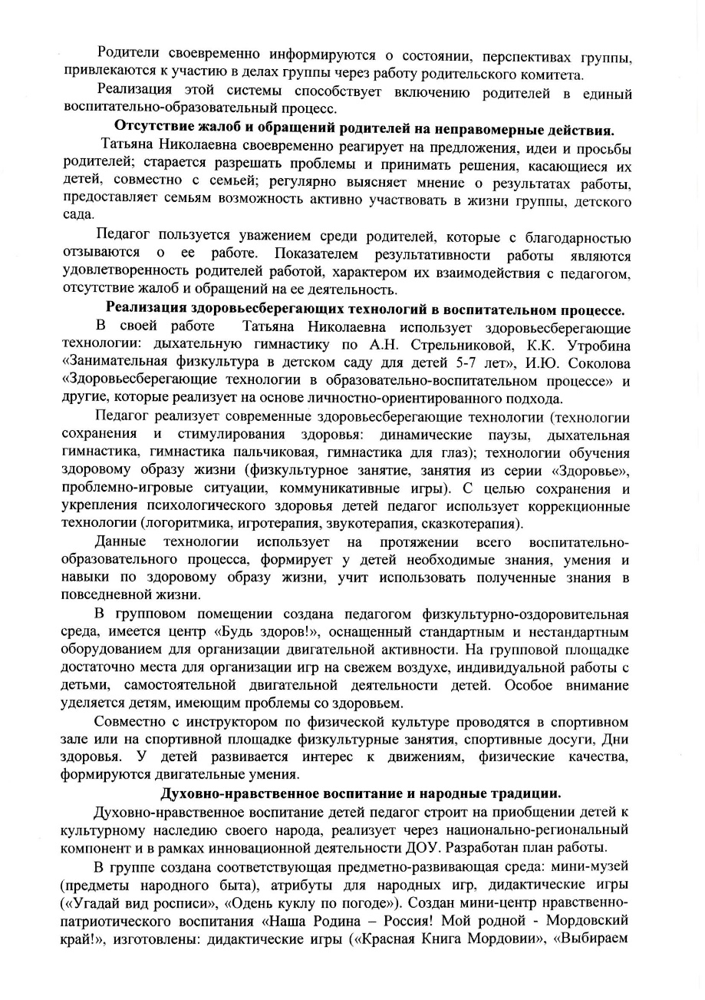 Родители своевременно информируются о состоянии, перспективах группы,
привлекаются к участию в делах группы через работу родительского комитета.
Реализация этой системы способствует включению родителей в единый
воспитательно-образовательный процесс.
Отсутствие жалоб и обращений родителей на неправомерные действия.
Татьяна Николаевна своевременно реагирует на предложения, идеи и просьбы
родителей; старается разрешать проблемы и принимать решения, касающиеся их
детей, совместно с семьей; регулярно выясняет мнение о результатах работы,
предоставляет семьям возможность активно участвовать в жизни группы, детского
сада.
Педагог пользуется уважением среди родителей, которые с благодарностью
отзываются о ее работе. Показателем результативности работы являются
удовлетворенность родителей работой, характером их взаимодействия с педагогом,
отсутствие жалоб и обращений на ее деятельность.
Реализация здоровьесберегающих технологий в воспитательном процессе.
В своей работе Татьяна Николаевна использует здоровьесберегающие
технологии: дыхательную гимнастику по А.Н. Стрельниковой, К.К. Утробина
«Занимательная физкультура в детском саду для детей 5-7 лет», И.Ю. Соколова
«Здоровьесберегающие технологии в образовательно-воспитательном процессе» и
другие, которые реализует на основе личностно-ориентированного подхода.
Педагог реализует современные здоровьесберегающие технологии (технологии
сохранения и стимулирования здоровья: динамические паузы, дыхательная
гимнастика, гимнастика пальчиковая, гимнастика для глаз); технологии обучения
здоровому образу жизни (физкультурное занятие, занятия из серии «Здоровье»,
проблемно-игровые ситуации, коммуникативные игры). С целью сохранения и
укрепления психологического здоровья детей педагог использует коррекционные
технологии (логоритмика, игротерапия, звукотерапия, сказкотерапия).
Данные технологии использует на протяжении всего воспитательно-
образовательного процесса, формирует у детей необходимые знания, умения и
навыки по здоровому образу жизни, учит использовать полученные знания в
повседневной жизни.
В групповом помещении создана педагогом физкультурно-оздоровительная
среда, имеется центр «Будь здоров!», оснащенный стандартным и нестандартным
оборудованием для организации двигательной активности. На групповой площадке
достаточно места для организации игр на свежем воздухе, индивидуальной работы с
детьми, самостоятельной двигательной деятельности детей. Особое внимание
уделяется детям, имеющим проблемы со здоровьем.
Совместно с инструктором по физической культуре проводятся в спортивном
зале или на спортивной площадке физкультурные занятия, спортивные досуги, Дни
здоровья. У детей развивается интерес к движениям, физические качества,
формируются двигательные умения.
Духовно-нравственное воспитание и народные традиции.
Духовно-нравственное воспитание детей педагог строит на приобщении детей к
культурному наследию своего народа, реализует через национально-региональный
компонент и в рамках инновационной деятельности ДОУ. Разработан план работы.
В группе создана соответствующая предметно-развивающая среда: мини-музей
(предметы народного быта), атрибуты для народных игр, дидактические игры
(«Угадай вид росписи», «Одень куклу по погоде»). Создан мини-центр нравственно-
патриотического воспитания «Наша Родина – Россия! Мой родной - Мордовский
край!», изготовлены: дидактические игры («Красная Книга Мордовии», «Выбираем